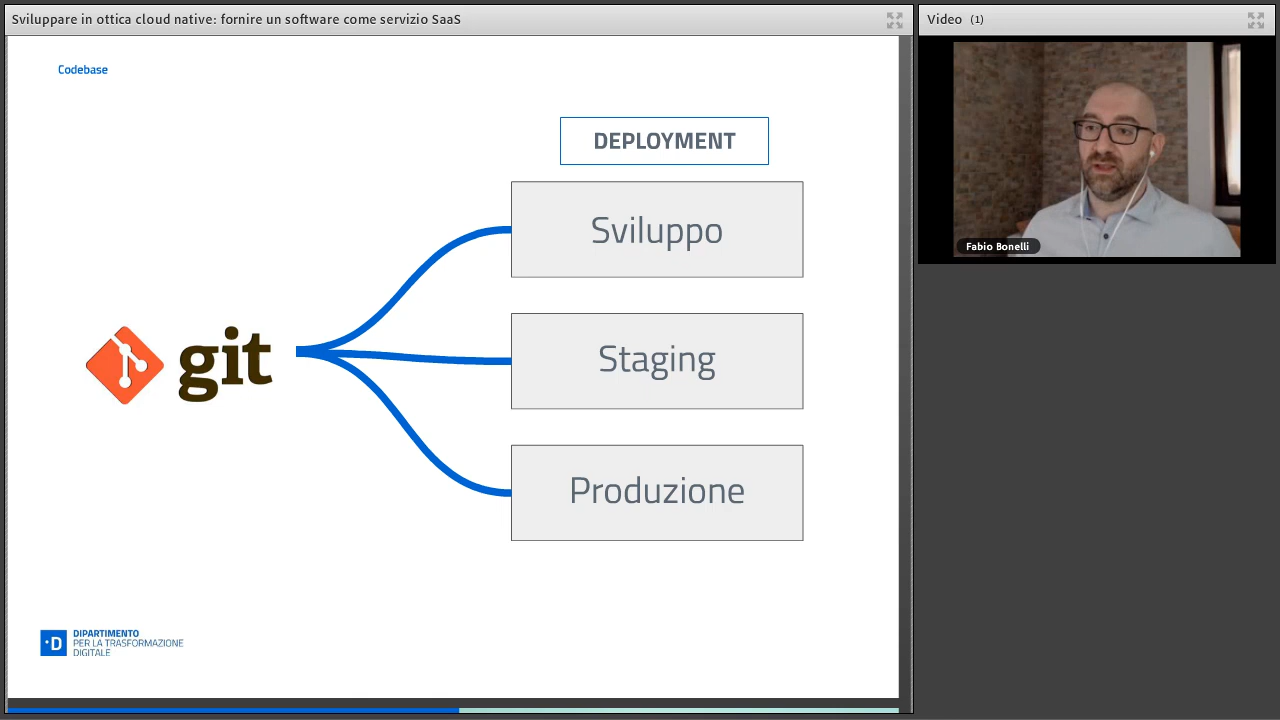 Sviluppare in ottica cloud native: fornire un software come servizio SaaS
Codebase
DEPLOYMENT
Sviluppo
git
Staging
Produzione
·D DIPARTIMENTO
PER LA TRASFORMAZIONE
DIGITALE
Video (1)
Fabio Bonelli